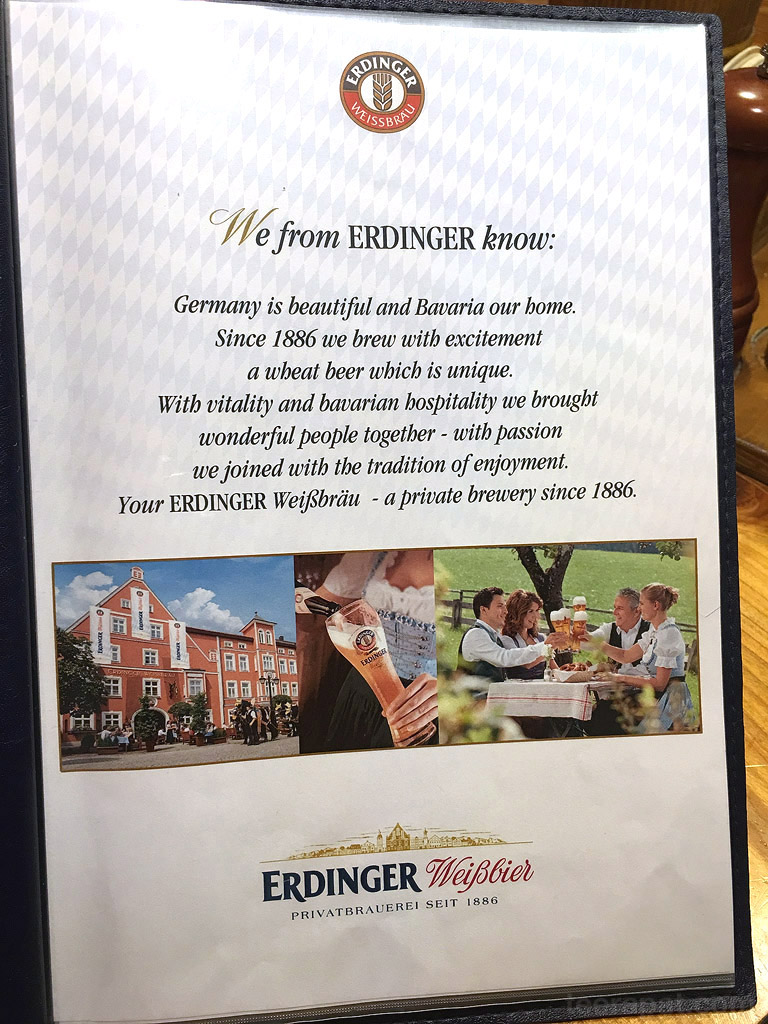 ERDINGER
WEISSBRÄU
We from ERDINGER know:
Germany is beautiful and Bavaria our home.
Since 1886 we brew with excitement
a wheat beer which is unique.
With vitality and bavarian hospitality we brought
wonderful people together - with passion
we joined with the tradition of enjoyment.
Your ERDINGER Weißbräu - a private brewery since 1886.
ERDINGER
ERDINGER Weißbier
PRIVATBRAUEREI SEIT 1886